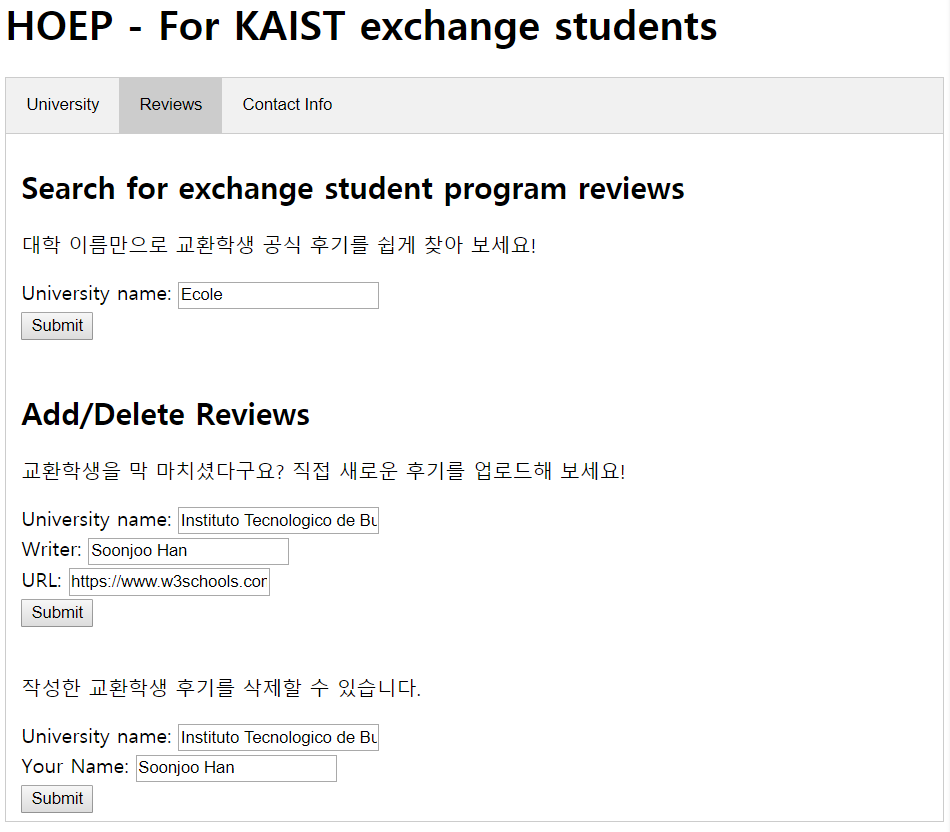 HOEP - For KAIST exchange students
University Reviews Contact Info
Search for exchange student program reviews
대학 이름만으로 교환학생 공식 후기를 쉽게 찾아 보세요!
University name: Ecole
Submit
Add/Delete Reviews
교환학생을 막 마치셨다구요? 직접 새로운 후기를 업로드해 보세요!
University name: Instituto Tecnologico de Bu
Writer: Soonjoo Han
URL: https://www.w3schools.cor
Submit
작성한 교환학생 후기를 삭제할 수 있습니다.
University name: Instituto Tecnologico de Bu
Your Name: Soonjoo Han
Submit